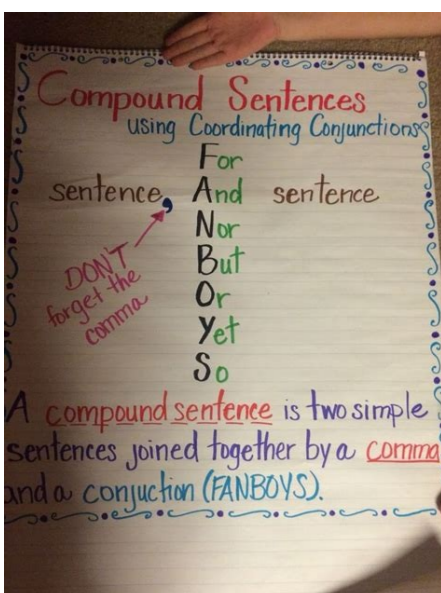 Compound Sentences
using Coordinating Conjunctions
For
sentence, And sentence
Nor
But
Or
Yet
So
DON'T
forget the
comma
A compound sentence is two simple
sentences joined together by a comma
and a conjuction (FANBOYS).